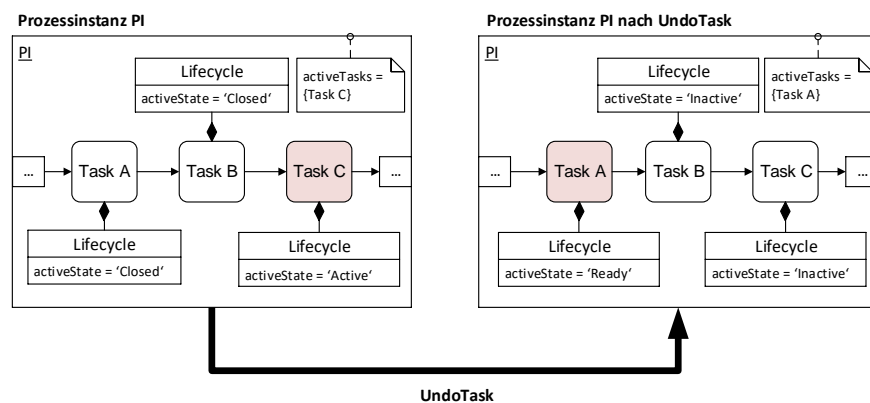 Prozessinstanz PI
PI
Lifecycle
activeState = ‘Closed‘
activeTasks =
{Task C}
...
Task A
Task B
Task C
...
Lifecycle
activeState = ‘Closed‘
Lifecycle
activeState = ‘Active‘
Prozessinstanz PI nach UndoTask
PI
Lifecycle
activeState = ‘Inactive‘
activeTasks =
{Task A}
...
Task A
Task B
Task C
...
Lifecycle
activeState = ‘Ready‘
Lifecycle
activeState = ‘Inactive‘
UndoTask